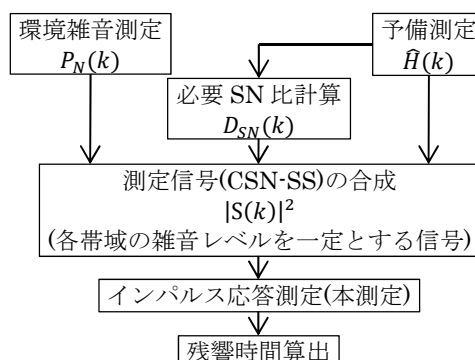 環境雑音測定
P_N(k)
予備測定
Ĥ(k)
必要 SN 比計算
D_SN(k)
測定信号(CSN-SS)の合成
|S(k)|²
(各帯域の雑音レベルを一定とする信号)
インパルス応答測定(本測定)
残響時間算出